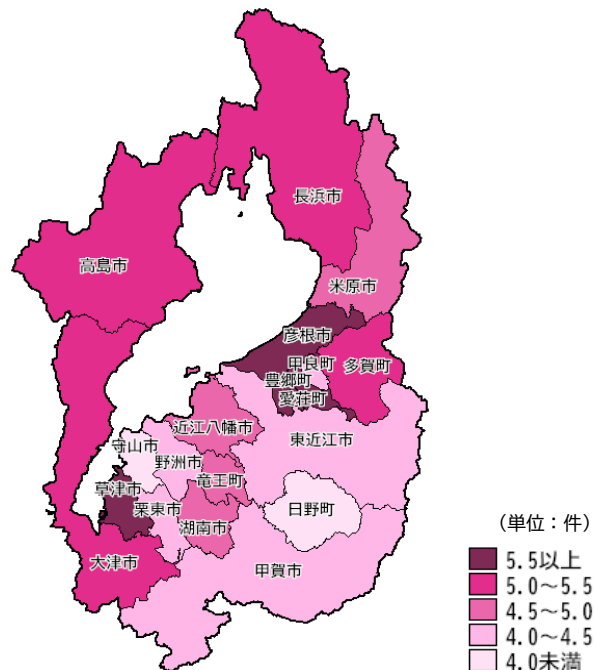 長浜市
高島市
米原市
彦根市
甲良町
多賀町
豊郷町
愛荘町
近江八幡市
守山市
東近江市
野洲市
竜王町
草津市
栗東市
日野町
湖南市
大津市
甲賀市
（単位：件）
5.5以上
5.0～5.5
4.5～5.0
4.0～4.5
4.0未満